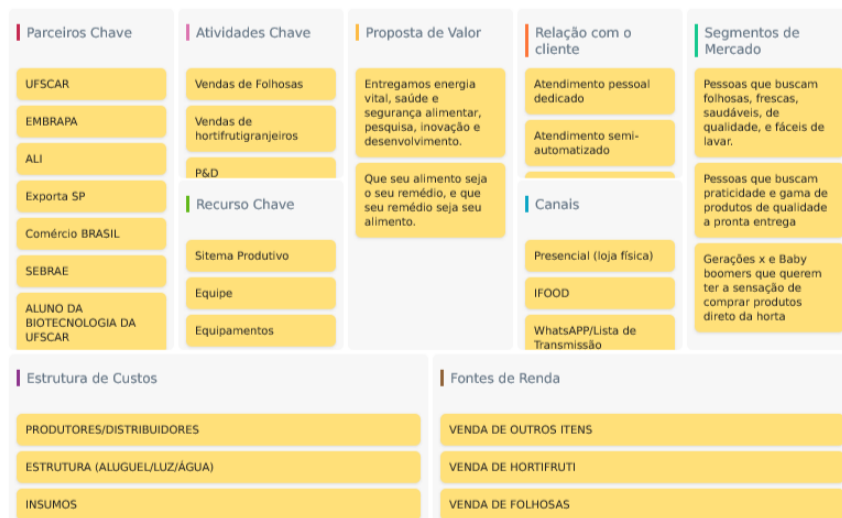 Parceiros Chave
UFSCAR
EMBRAPA
ALI
Exporta SP
Comércio BRASIL
SEBRAE
ALUNO DA
BIOTECNOLOGIA DA
UFSCAR
Atividades Chave
Vendas de Folhosas
Vendas de
hortifrutigranjeiros
P&D
Recurso Chave
Sitema Produtivo
Equipe
Equipamentos
Proposta de Valor
Entregamos energia
vital, saúde e
segurança alimentar,
pesquisa, inovação e
desenvolvimento.
Que seu alimento seja
o seu remédio, e que
seu remédio seja seu
alimento.
Relação com o
cliente
Atendimento pessoal
dedicado
Atendimento semi-
automatizado
Canais
Presencial (loja física)
IFOOD
WhatsAPP/Lista de
Transmissão
Segmentos de
Mercado
Pessoas que buscam
folhosas, frescas,
saudáveis, de
qualidade, e fáceis de
lavar.
Pessoas que buscam
praticidade e gama de
produtos de qualidade
a pronta entrega
Gerações x e Baby
boomers que querem
ter a sensação de
comprar produtos
direto da horta
Estrutura de Custos
PRODUTORES/DISTRIBUIDORES
ESTRUTURA (ALUGUEL/LUZ/ÁGUA)
INSUMOS
Fontes de Renda
VENDA DE OUTROS ITENS
VENDA DE HORTIFRUTI
VENDA DE FOLHOSAS